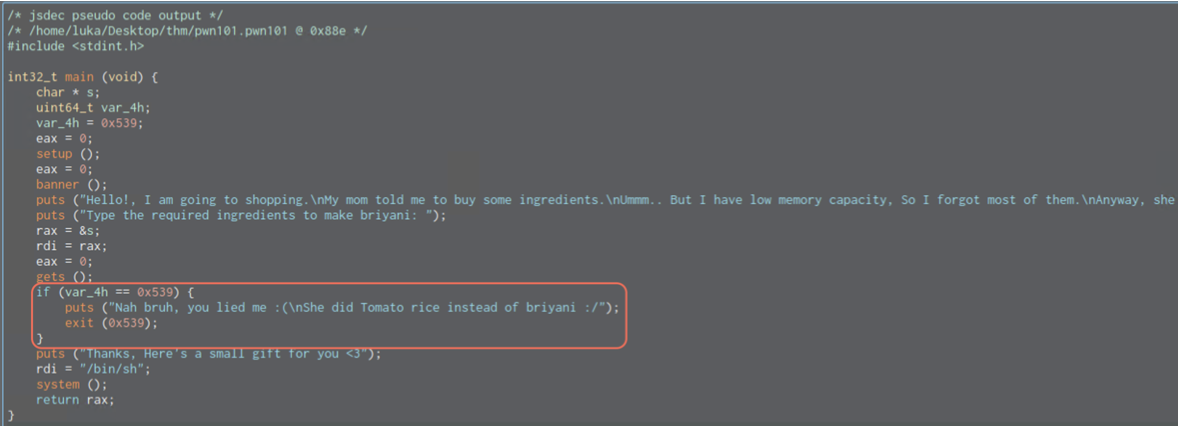 /* jsdec pseudo code output */
/* /home/luka/Desktop/thm/pwn101.pwn101 @ 0x88e */
#include <stdint.h>

int32_t main (void) {
    char * s;
    uint64_t var_4h;
    var_4h = 0x539;
    eax = 0;
    setup ();
    eax = 0;
    banner ();
    puts ("Hello!, I am going to shopping.\nMy mom told me to buy some ingredients.\nUmmm.. But I have low memory capacity, So I forgot most of them.\nAnyway, she
    puts ("Type the required ingredients to make briyani: ");
    rax = &s;
    rdi = rax;
    eax = 0;
    gets ();
    if (var_4h == 0x539) {
        puts ("Nah bruh, you lied me :(\nShe did Tomato rice instead of briyani :/");
        exit (0x539);
    }
    puts ("Thanks, Here's a small gift for you <3");
    rdi = "/bin/sh";
    system ();
    return rax;
}